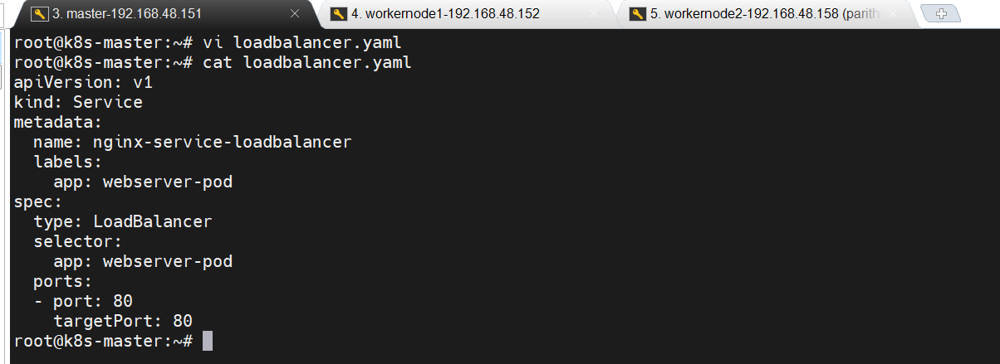 3. master-192.168.48.151
4. workernode1-192.168.48.152
5. workernode2-192.168.48.158 (parith
root@k8s-master:~# vi loadbalancer.yaml
root@k8s-master:~# cat loadbalancer.yaml
apiVersion: v1
kind: Service
metadata:
  name: nginx-service-loadbalancer
  labels:
    app: webserver-pod
spec:
  type: LoadBalancer
  selector:
    app: webserver-pod
  ports:
  - port: 80
    targetPort: 80
root@k8s-master:~#